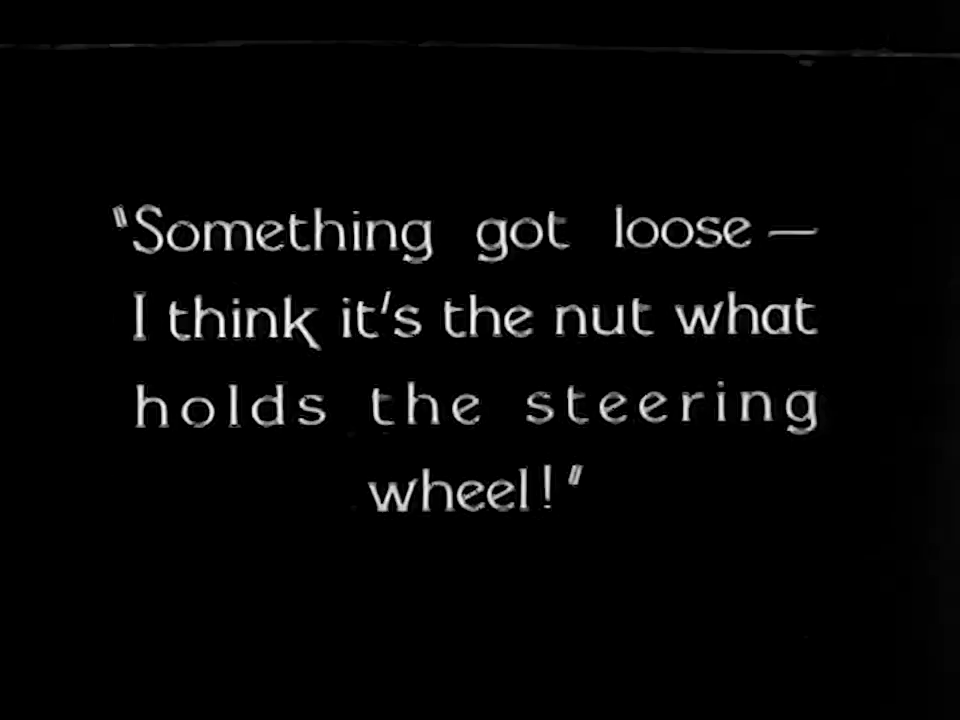 "Something got loose —
I think it's the nut what
holds the steering
wheel!"